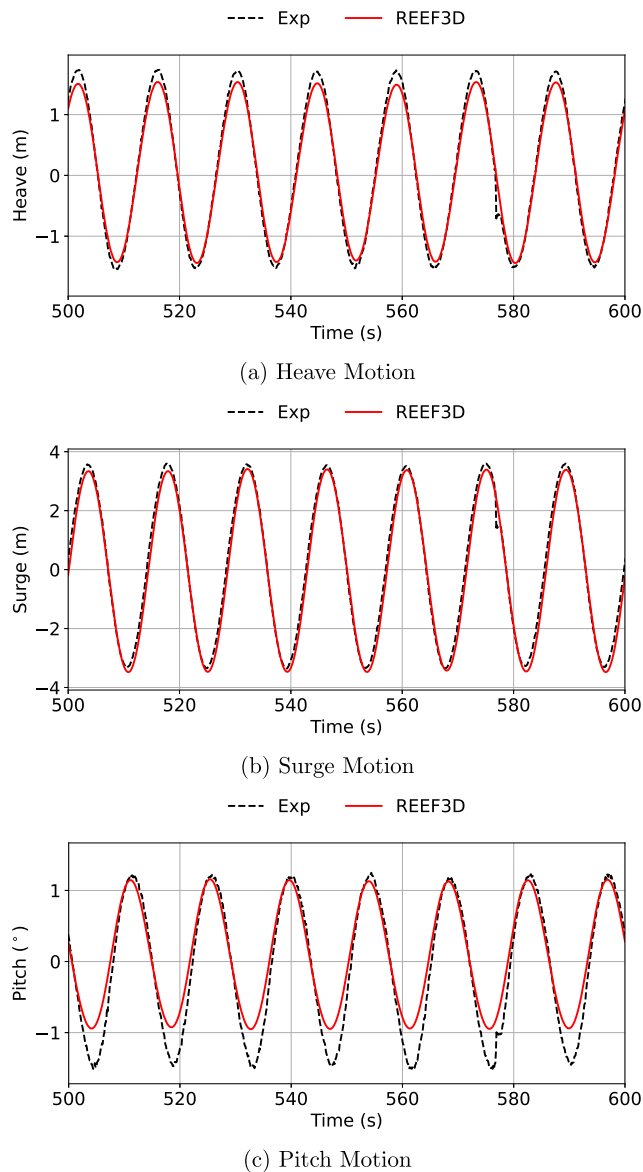 Exp REEF3D
Heave (m)
1
0
−1
500 520 540 560 580 600
Time (s)
(a) Heave Motion
Exp REEF3D
Surge (m)
4
2
0
−2
−4
500 520 540 560 580 600
Time (s)
(b) Surge Motion
Exp REEF3D
Pitch (°)
1
0
−1
500 520 540 560 580 600
Time (s)
(c) Pitch Motion